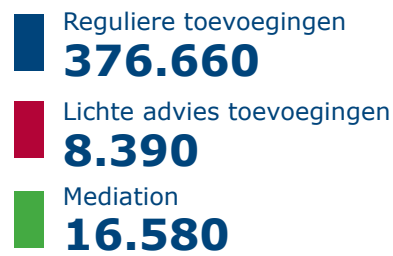 Reguliere toevoegingen
376.660
Lichte advies toevoegingen
8.390
Mediation
16.580